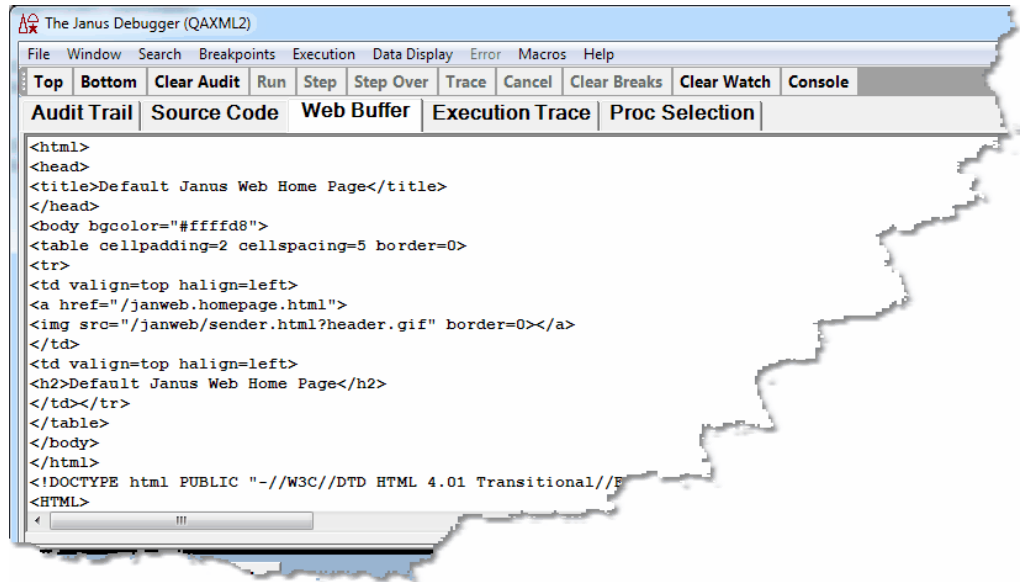 The Janus Debugger (QAXML2)
File Window Search Breakpoints Execution Data Display Error Macros Help
Top Bottom Clear Audit Run Step Step Over Trace Cancel Clear Breaks Clear Watch Console
Audit Trail Source Code Web Buffer Execution Trace Proc Selection
<html>
<head>
<title>Default Janus Web Home Page</title>
</head>
<body bgcolor="#ffffd8">
<table cellpadding=2 cellspacing=5 border=0>
<tr>
<td valign=top halign=left>
<a href="/janweb.homepage.html">
<img src="/janweb/sender.html?header.gif" border=0></a>
</td>
<td valign=top halign=left>
<h2>Default Janus Web Home Page</h2>
</td></tr>
</table>
</body>
</html>
<!DOCTYPE html PUBLIC "-//W3C//DTD HTML 4.01 Transitional//
<HTML>